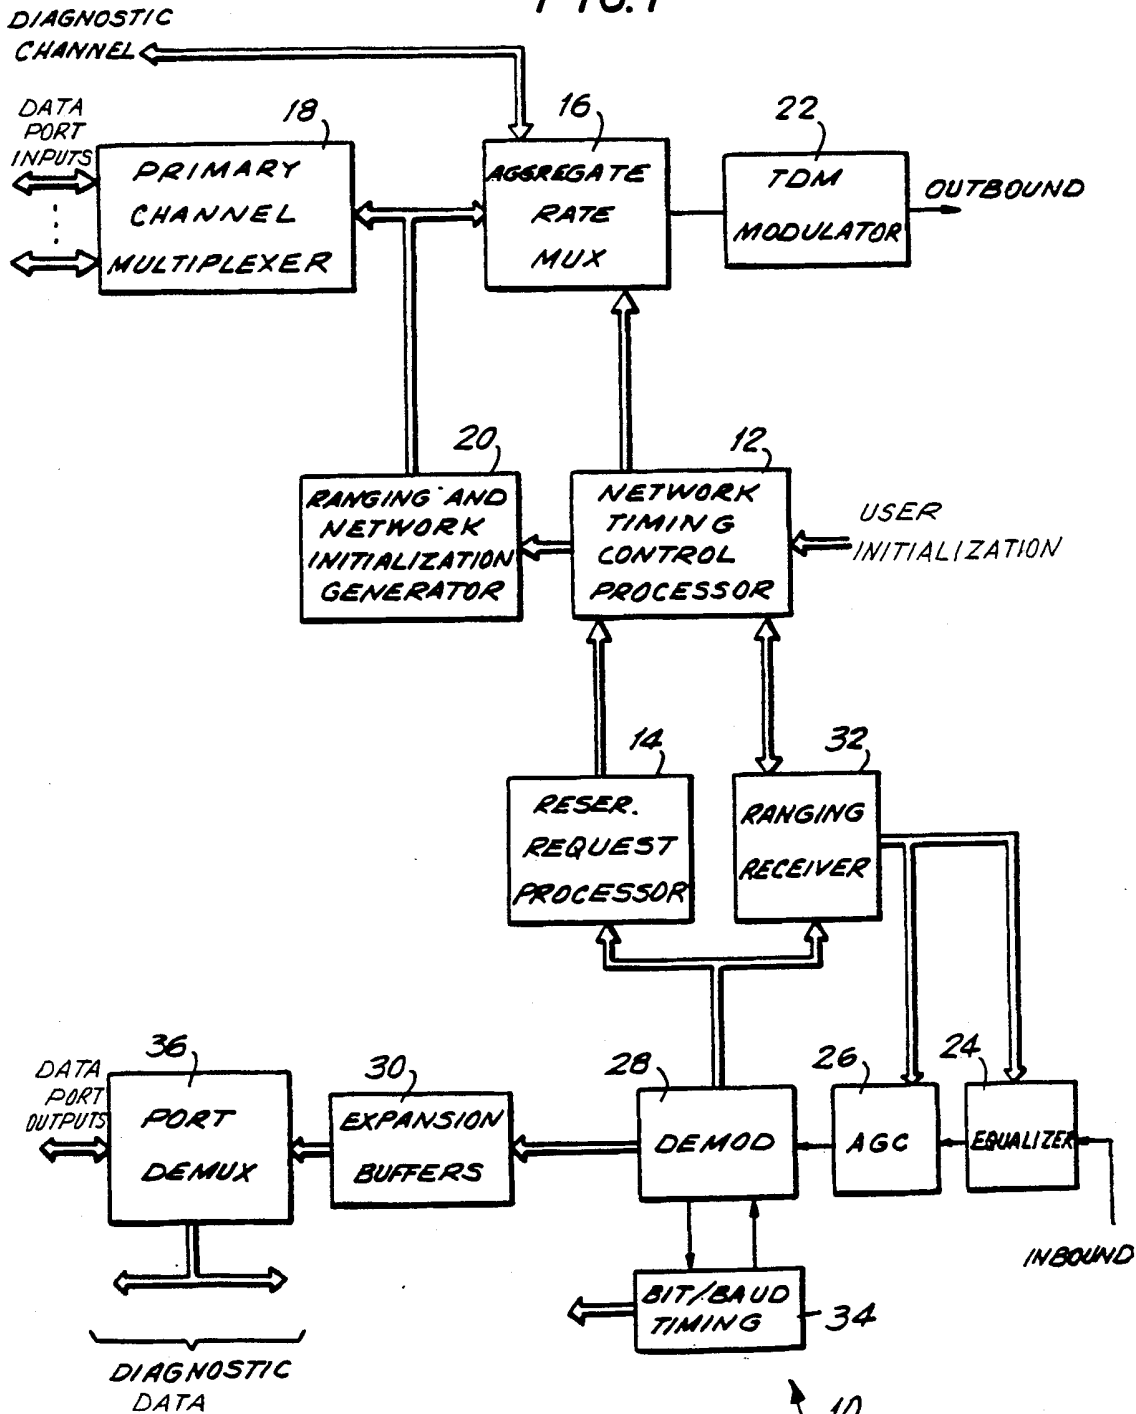 FIG. 1
DIAGNOSTIC
CHANNEL
DATA
PORT
INPUTS
18
PRIMARY
CHANNEL
MULTIPLEXER
16
AGGREGATE
RATE
MUX
22
TDM
MODULATOR
OUTBOUND
20
RANGING AND
NETWORK
INITIALIZATION
GENERATOR
12
NETWORK
TIMING
CONTROL
PROCESSOR
USER
INITIALIZATION
14
RESER.
REQUEST
PROCESSOR
32
RANGING
RECEIVER
DATA
PORT
OUTPUTS
36
PORT
DEMUX
30
EXPANSION
BUFFERS
28
DEMOD
26
AGC
24
EQUALIZER
INBOUND
BIT/BAUD
TIMING
34
DIAGNOSTIC
DATA
10